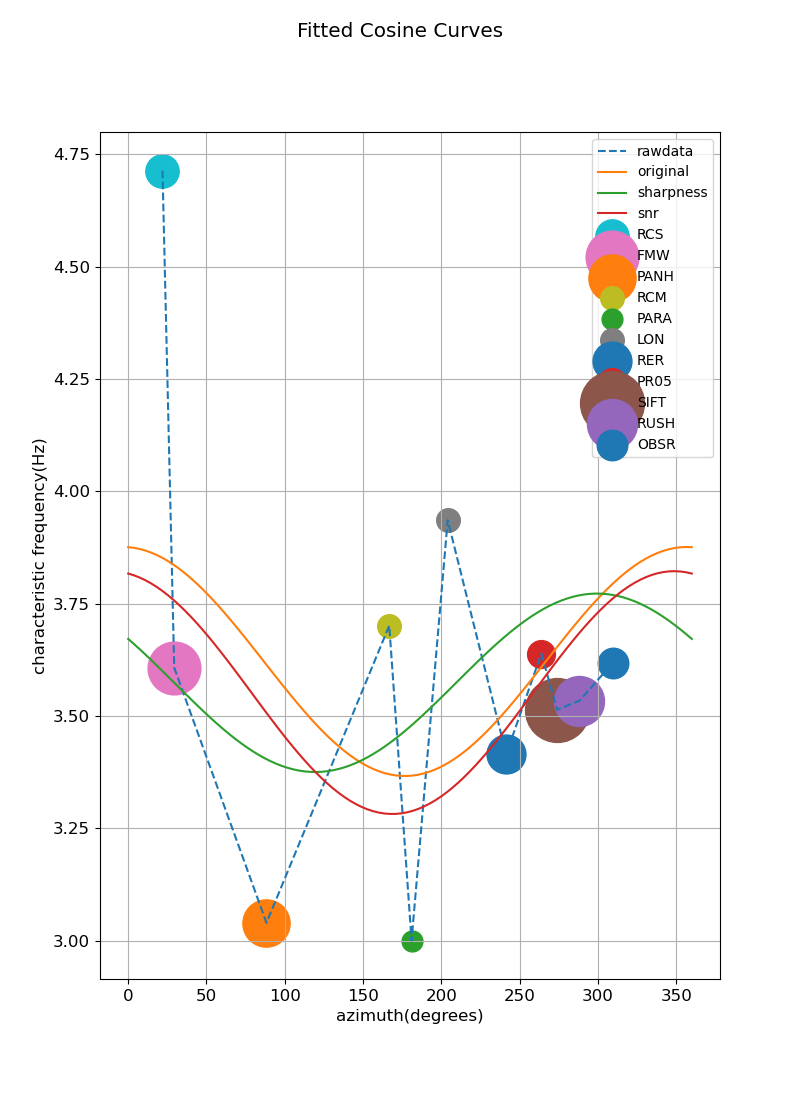 Fitted Cosine Curves
4.75
4.50
4.25
4.00
3.75
3.50
3.25
3.00
characteristic frequency(Hz)
0 50 100 150 200 250 300 350
azimuth(degrees)
rawdata
original
sharpness
snr
RCS
FMW
PANH
RCM
PARA
LON
RER
PR05
SIFT
RUSH
OBSR